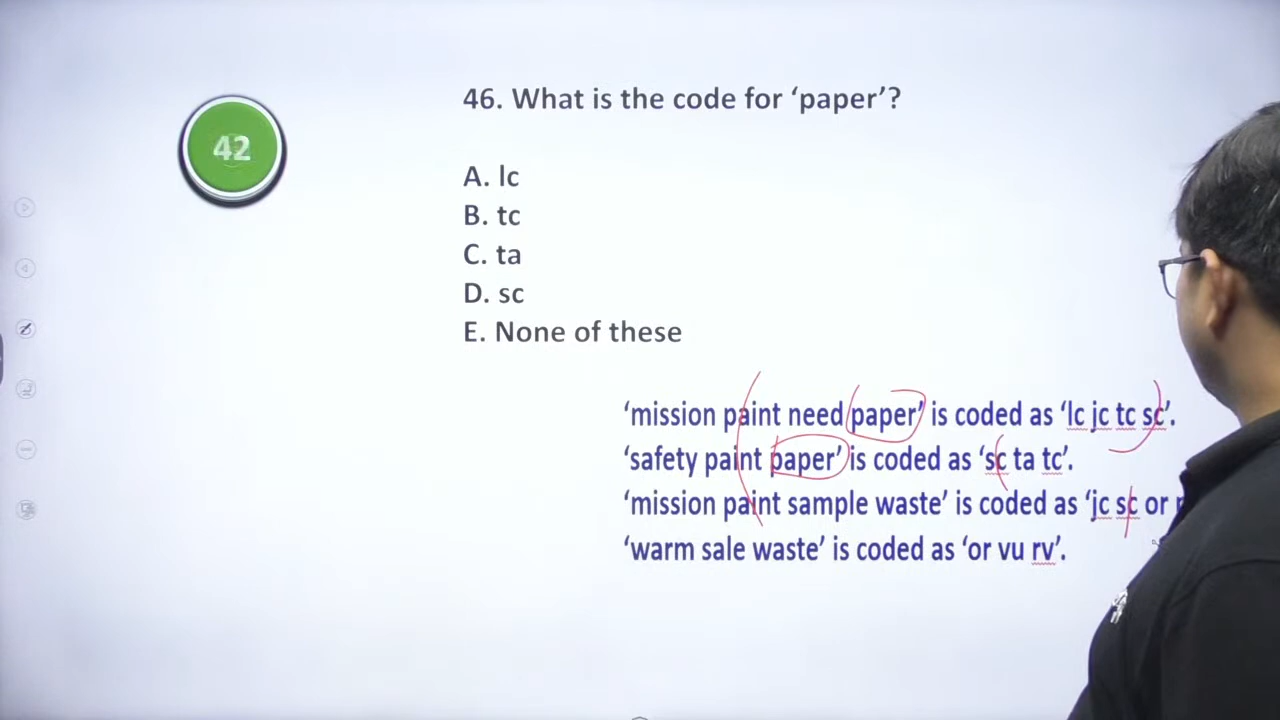 42
46. What is the code for ‘paper’?
A. lc
B. tc
C. ta
D. sc
E. None of these
‘mission paint need paper’ is coded as ‘lc jc tc sc’.
‘safety paint paper’ is coded as ‘sc ta tc’.
‘mission paint sample waste’ is coded as ‘jc sc or
‘warm sale waste’ is coded as ‘or vu rv’.